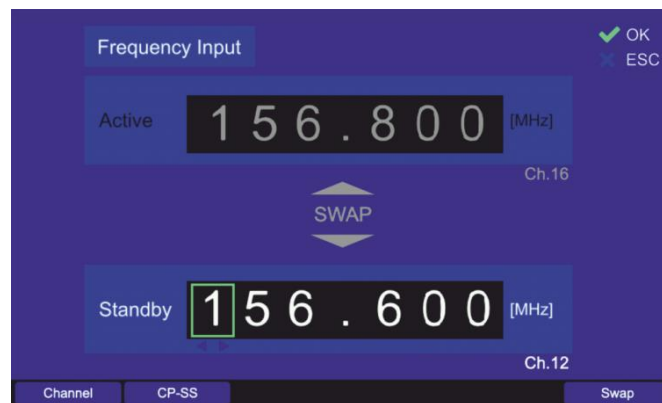 Frequency Input
OK
ESC
Active 156.800 [MHz]
Ch.16
SWAP
Standby 156.600 [MHz]
Ch.12
Channel CP-SS Swap